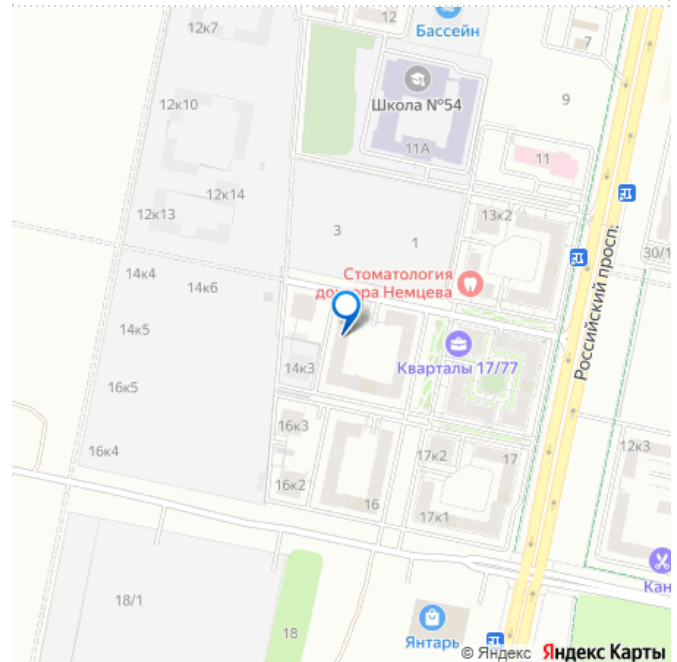 12к7
12
Бассейн
7
Школа №54
12к10
9
11А
11
12к14
12к13
13к2
3
1
30/1
Российский просп.
14к4
14к6
Стоматология
доктора Немцева
14к5
Кварталы 17/77
14к3
16к5
16к3
12к3
16к4
17к2
17
16к2
16
17к1
Кан
18/1
18
Янтарь
© Яндекс Яндекс Карты